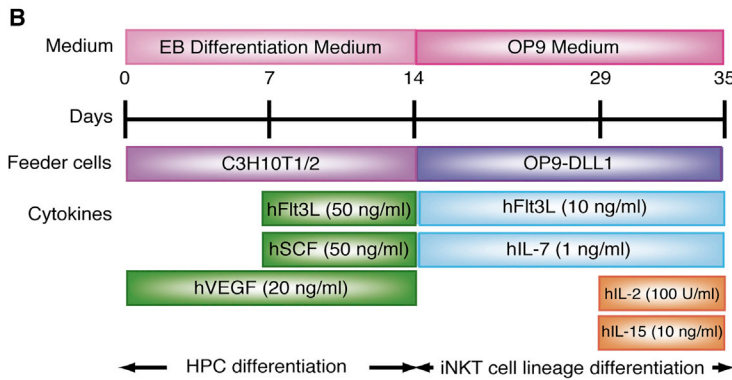 B
Medium
EB Differentiation Medium
OP9 Medium
0 7 14 29 35
Days
Feeder cells
C3H10T1/2
OP9-DLL1
Cytokines
hFlt3L (50 ng/ml)
hFlt3L (10 ng/ml)
hSCF (50 ng/ml)
hIL-7 (1 ng/ml)
hVEGF (20 ng/ml)
hIL-2 (100 U/ml)
hIL-15 (10 ng/ml)
HPC differentiation
iNKT cell lineage differentiation